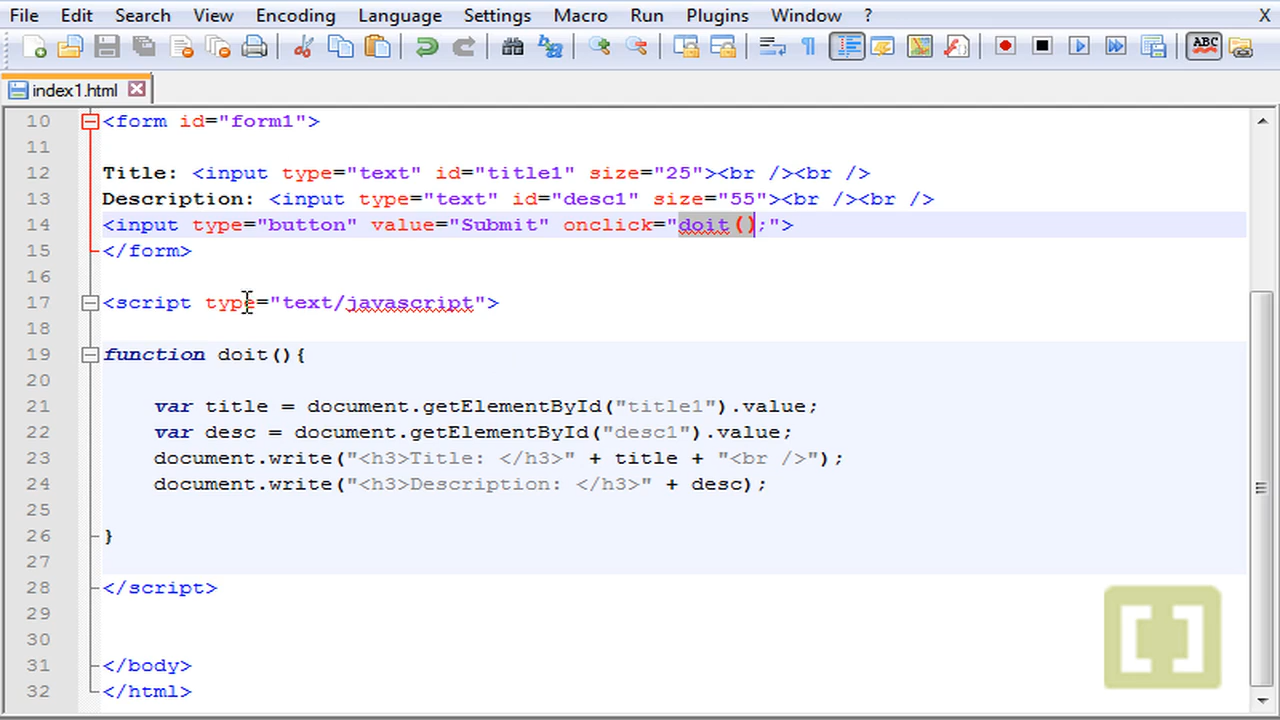 File Edit Search View Encoding Language Settings Macro Run Plugins Window ? X
ABC
index1.html
10 <form id="form1">
11
12 Title: <input type="text" id="title1" size="25"><br /><br />
13 Description: <input type="text" id="desc1" size="55"><br /><br />
14 <input type="button" value="Submit" onclick="doit();">
15 </form>
16
17 <script type="text/javascript">
18
19 function doit(){
20
21 var title = document.getElementById("title1").value;
22 var desc = document.getElementById("desc1").value;
23 document.write("<h3>Title: </h3>" + title + "<br />");
24 document.write("<h3>Description: </h3>" + desc);
25
26 }
27
28 </script>
29
30
31 </body>
32 </html>